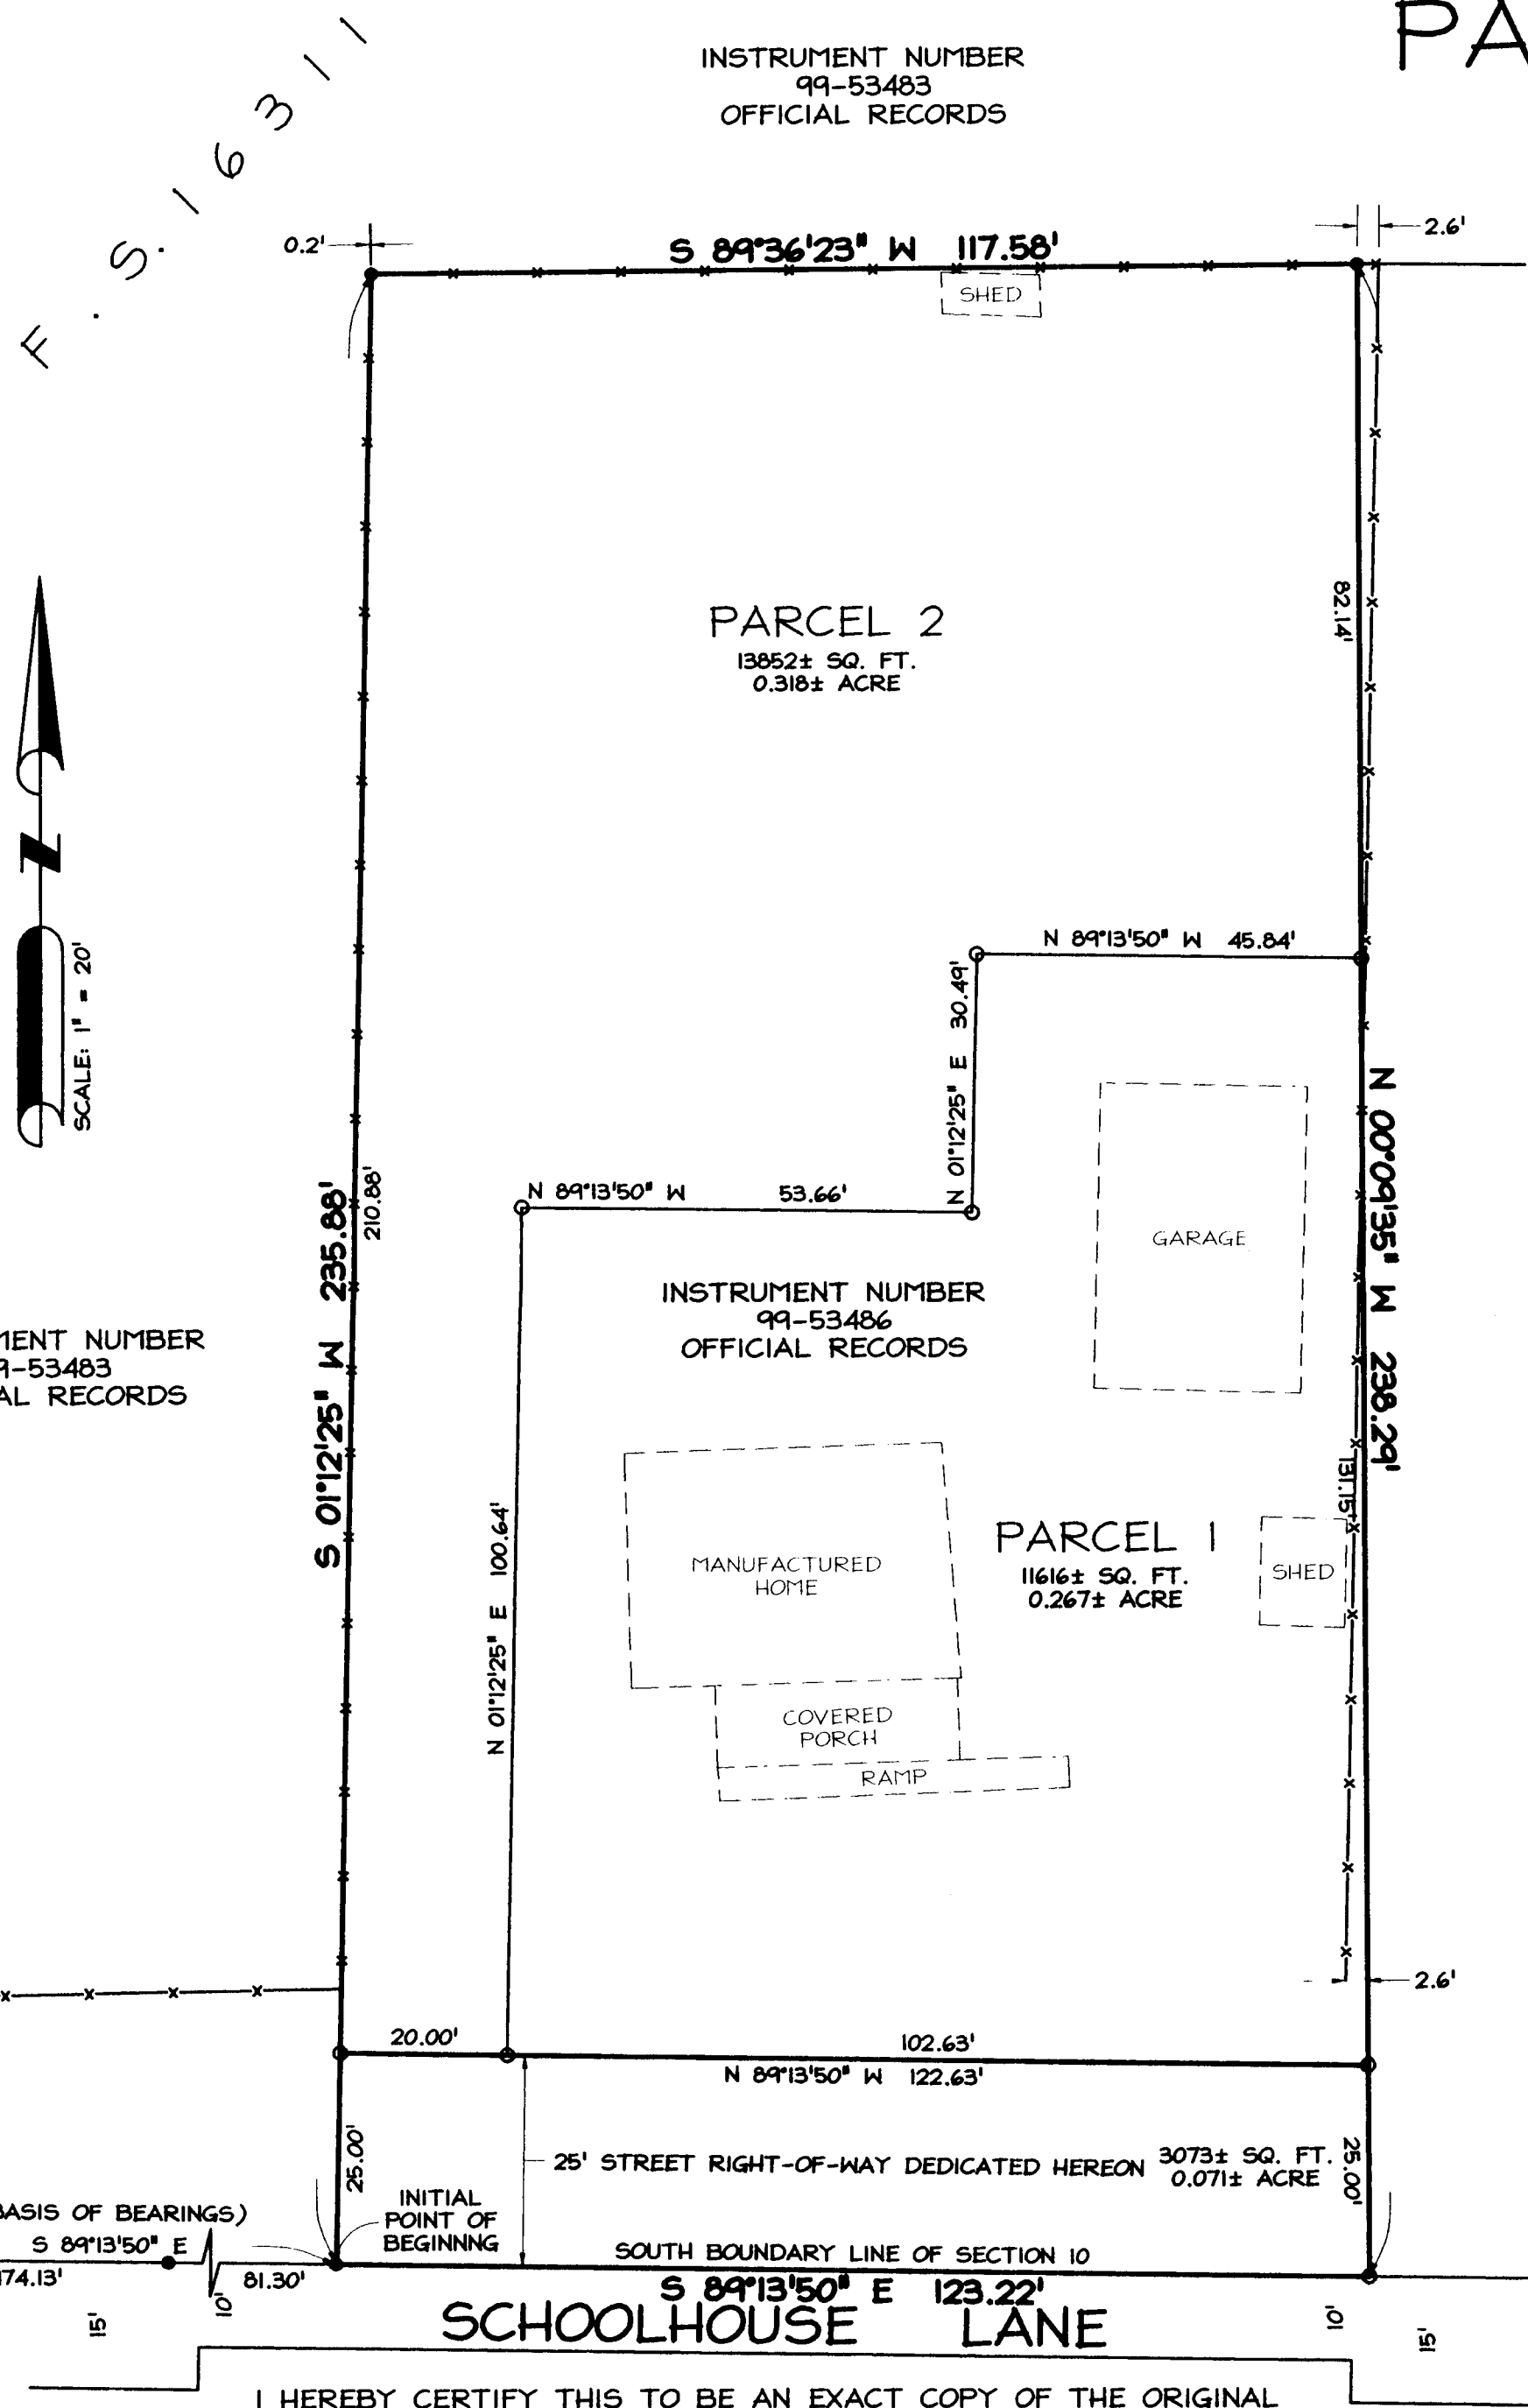 PA
INSTRUMENT NUMBER
99-53483
OFFICIAL RECORDS
F. S. 16311
0.2'
S 89°36'23" W 117.58'
2.6'
SHED
PARCEL 2
13852± SQ. FT.
0.318± ACRE
82.14'
N
SCALE: 1" = 20'
N 89°13'50" W 45.84'
N 01°12'25" E 30.49'
N 89°13'50" W 53.66'
GARAGE
N 00°09'35" W 238.29'
S 01°12'25" W 235.88'
210.88'
INSTRUMENT NUMBER
99-53486
OFFICIAL RECORDS
MENT NUMBER
9-53483
AL RECORDS
131.15'
N 01°12'25" E 100.64'
MANUFACTURED
HOME
PARCEL 1
11616± SQ. FT.
0.267± ACRE
SHED
COVERED
PORCH
RAMP
2.6'
20.00'
102.63'
N 89°13'50" W 122.63'
25.00'
25' STREET RIGHT-OF-WAY DEDICATED HEREON
3073± SQ. FT.
0.071± ACRE
25.00'
INITIAL
POINT OF
BEGINNNG
BASIS OF BEARINGS)
S 89°13'50" E
174.13'
81.30'
SOUTH BOUNDARY LINE OF SECTION 10
S 89°13'50" E 123.22'
15'
10'
SCHOOLHOUSE LANE
10'
15'
I HEREBY CERTIFY THIS TO BE AN EXACT COPY OF THE ORIGINAL